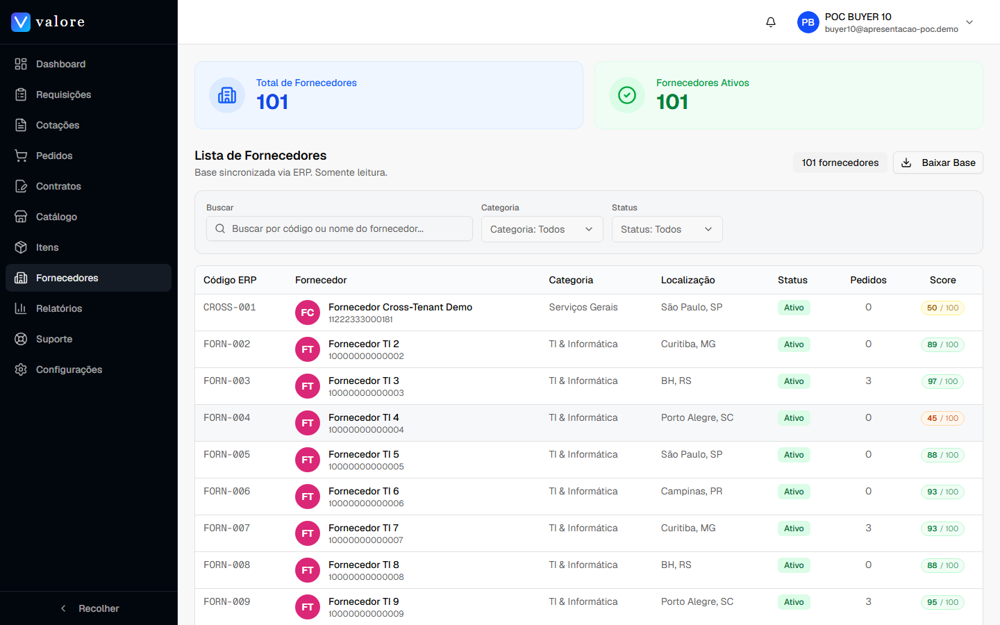 valore
POC BUYER 10
PB
buyer10@apresentacao-poc.demo
Dashboard
Requisições
Cotações
Pedidos
Contratos
Catálogo
Itens
Fornecedores
Relatórios
Suporte
Configurações
Recolher
Total de Fornecedores
101
Fornecedores Ativos
101
Lista de Fornecedores
Base sincronizada via ERP. Somente leitura.
101 fornecedores
Baixar Base
Buscar
Categoria
Status
Buscar por código ou nome do fornecedor...
Categoria: Todos
Status: Todos
Código ERP Fornecedor Categoria Localização Status Pedidos Score
CROSS-001 FC Fornecedor Cross-Tenant Demo Serviços Gerais São Paulo, SP Ativo 0 50 / 100
11222333000181
FORN-002 FT Fornecedor TI 2 TI & Informática Curitiba, MG Ativo 0 89 / 100
10000000000002
FORN-003 FT Fornecedor TI 3 TI & Informática BH, RS Ativo 3 97 / 100
10000000000003
FORN-004 FT Fornecedor TI 4 TI & Informática Porto Alegre, SC Ativo 0 45 / 100
10000000000004
FORN-005 FT Fornecedor TI 5 TI & Informática São Paulo, SP Ativo 0 88 / 100
10000000000005
FORN-006 FT Fornecedor TI 6 TI & Informática Campinas, PR Ativo 0 93 / 100
10000000000006
FORN-007 FT Fornecedor TI 7 TI & Informática Curitiba, MG Ativo 3 93 / 100
10000000000007
FORN-008 FT Fornecedor TI 8 TI & Informática BH, RS Ativo 0 88 / 100
10000000000008
FORN-009 FT Fornecedor TI 9 TI & Informática Porto Alegre, SC Ativo 3 95 / 100
10000000000009